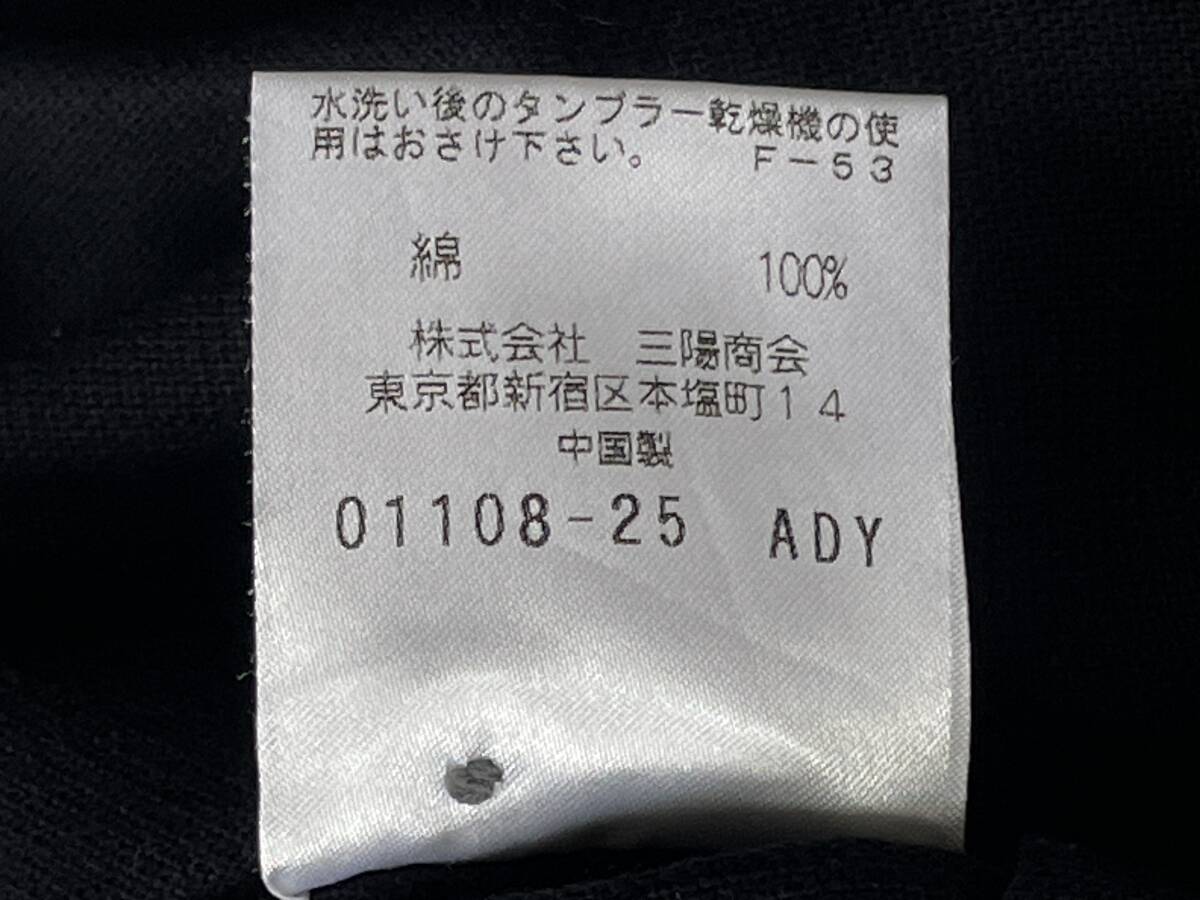 水洗い後のタンブラー乾燥機の使
用はおさけ下さい。 F－53
綿 100%
株式会社 三陽商会
東京都新宿区本塩町14
中国製
01108-25 ADY